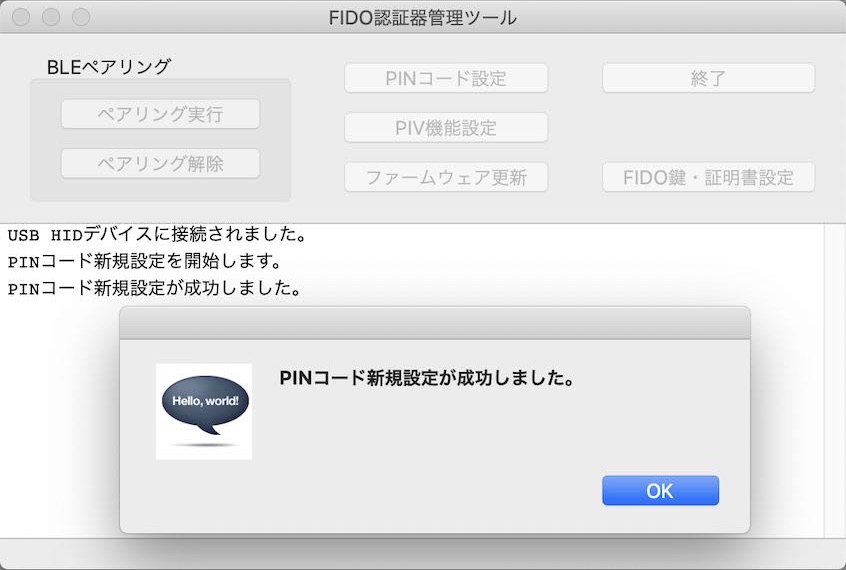 FIDO認証器管理ツール
BLEペアリング
ペアリング実行
ペアリング解除
PINコード設定
PIV機能設定
ファームウェア更新
終了
FIDO鍵・証明書設定
USB HIDデバイスに接続されました。
PINコード新規設定を開始します。
PINコード新規設定が成功しました。
Hello, world!
PINコード新規設定が成功しました。
OK